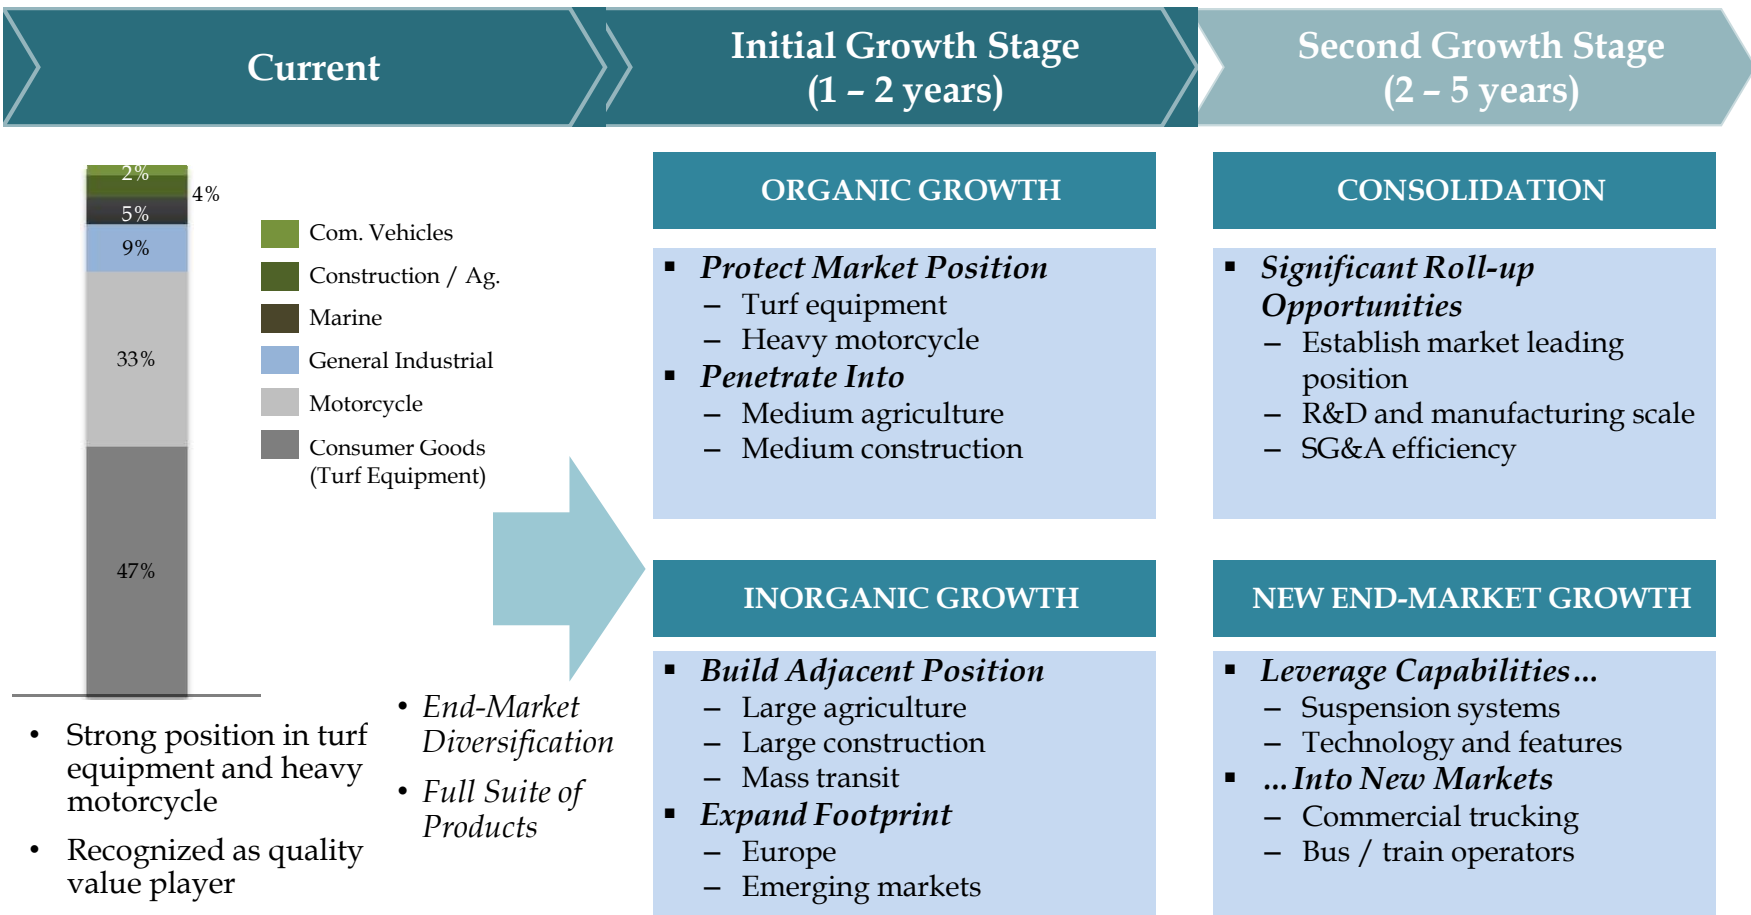 Current
Initial Growth Stage
(1 – 2 years)
Second Growth Stage
(2 – 5 years)
2%
4%
5%
9%
33%
47%
Com. Vehicles
Construction / Ag.
Marine
General Industrial
Motorcycle
Consumer Goods
(Turf Equipment)
• Strong position in turf
equipment and heavy
motorcycle
• Recognized as quality
value player
• End-Market
Diversification
• Full Suite of
Products
ORGANIC GROWTH
▪ Protect Market Position
– Turf equipment
– Heavy motorcycle
▪ Penetrate Into
– Medium agriculture
– Medium construction
INORGANIC GROWTH
▪ Build Adjacent Position
– Large agriculture
– Large construction
– Mass transit
▪ Expand Footprint
– Europe
– Emerging markets
CONSOLIDATION
▪ Significant Roll-up
Opportunities
– Establish market leading
position
– R&D and manufacturing scale
– SG&A efficiency
NEW END-MARKET GROWTH
▪ Leverage Capabilities…
– Suspension systems
– Technology and features
▪ …Into New Markets
– Commercial trucking
– Bus / train operators